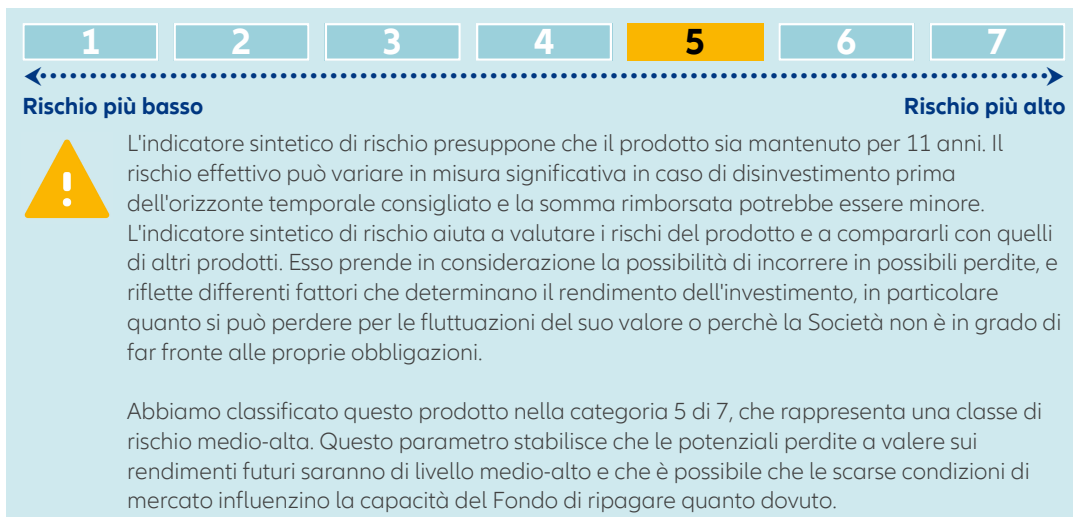 1 2 3 4 5 6 7
Rischio più basso Rischio più alto
L'indicatore sintetico di rischio presuppone che il prodotto sia mantenuto per 11 anni. Il
rischio effettivo può variare in misura significativa in caso di disinvestimento prima
dell'orizzonte temporale consigliato e la somma rimborsata potrebbe essere minore.
L'indicatore sintetico di rischio aiuta a valutare i rischi del prodotto e a compararli con quelli
di altri prodotti. Esso prende in considerazione la possibilità di incorrere in possibili perdite, e
riflette differenti fattori che determinano il rendimento dell'investimento, in particolare
quanto si può perdere per le fluttuazioni del suo valore o perchè la Società non è in grado di
far fronte alle proprie obbligazioni.
Abbiamo classificato questo prodotto nella categoria 5 di 7, che rappresenta una classe di
rischio medio-alta. Questo parametro stabilisce che le potenziali perdite a valere sui
rendimenti futuri saranno di livello medio-alto e che è possibile che le scarse condizioni di
mercato influenzino la capacità del Fondo di ripagare quanto dovuto.